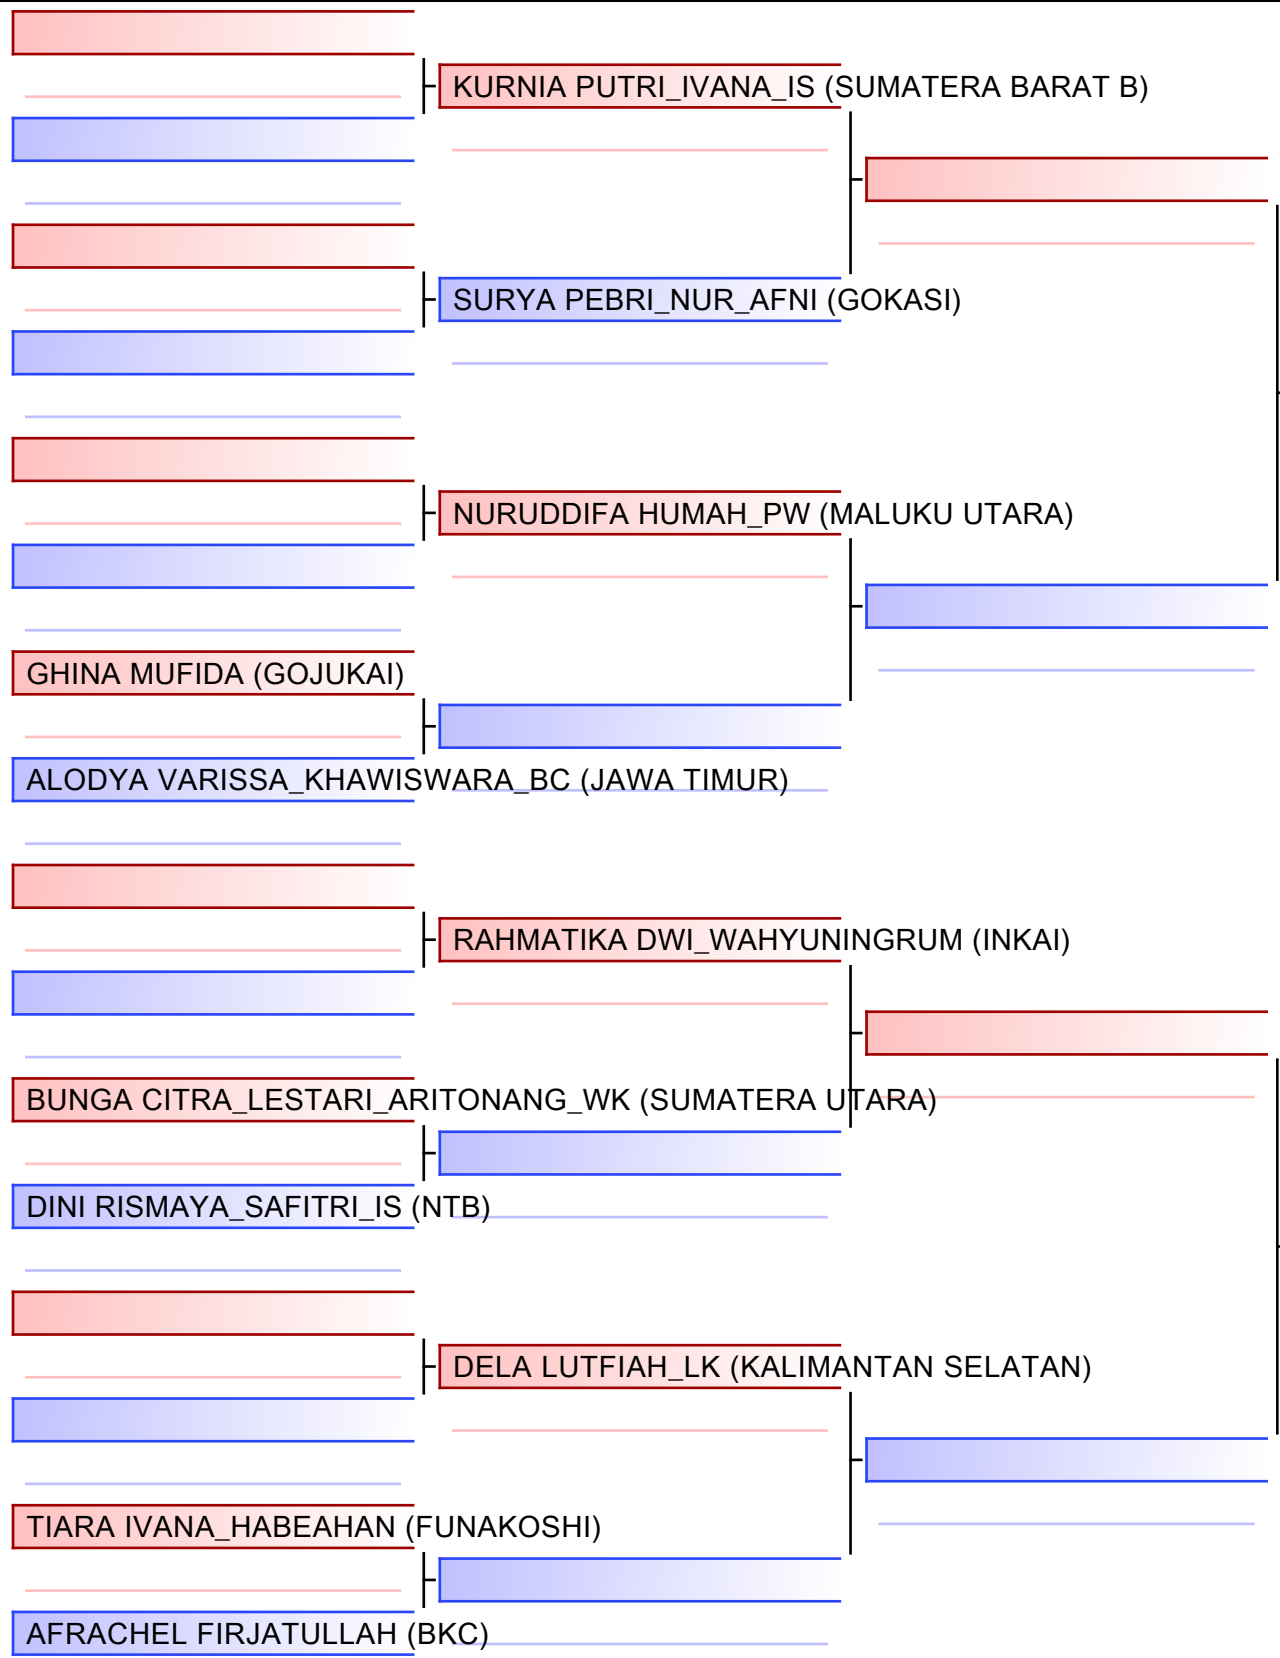 KURNIA PUTRI_IVANA_IS (SUMATERA BARAT B)
SURYA PEBRI_NUR_AFNI (GOKASI)
NURUDDIFA HUMAH_PW (MALUKU UTARA)
GHINA MUFIDA (GOJUKAI)
ALODYA VARISSA_KHAWISWARA_BC (JAWA TIMUR)
RAHMATIKA DWI_WAHYUNINGRUM (INKAI)
BUNGA CITRA_LESTARI_ARITONANG_WK (SUMATERA UTARA)
DINI RISMAYA_SAFITRI_IS (NTB)
DELA LUTFIAH_LK (KALIMANTAN SELATAN)
TIARA IVANA_HABEAHAN (FUNAKOSHI)
AFRACHEL FIRJATULLAH (BKC)